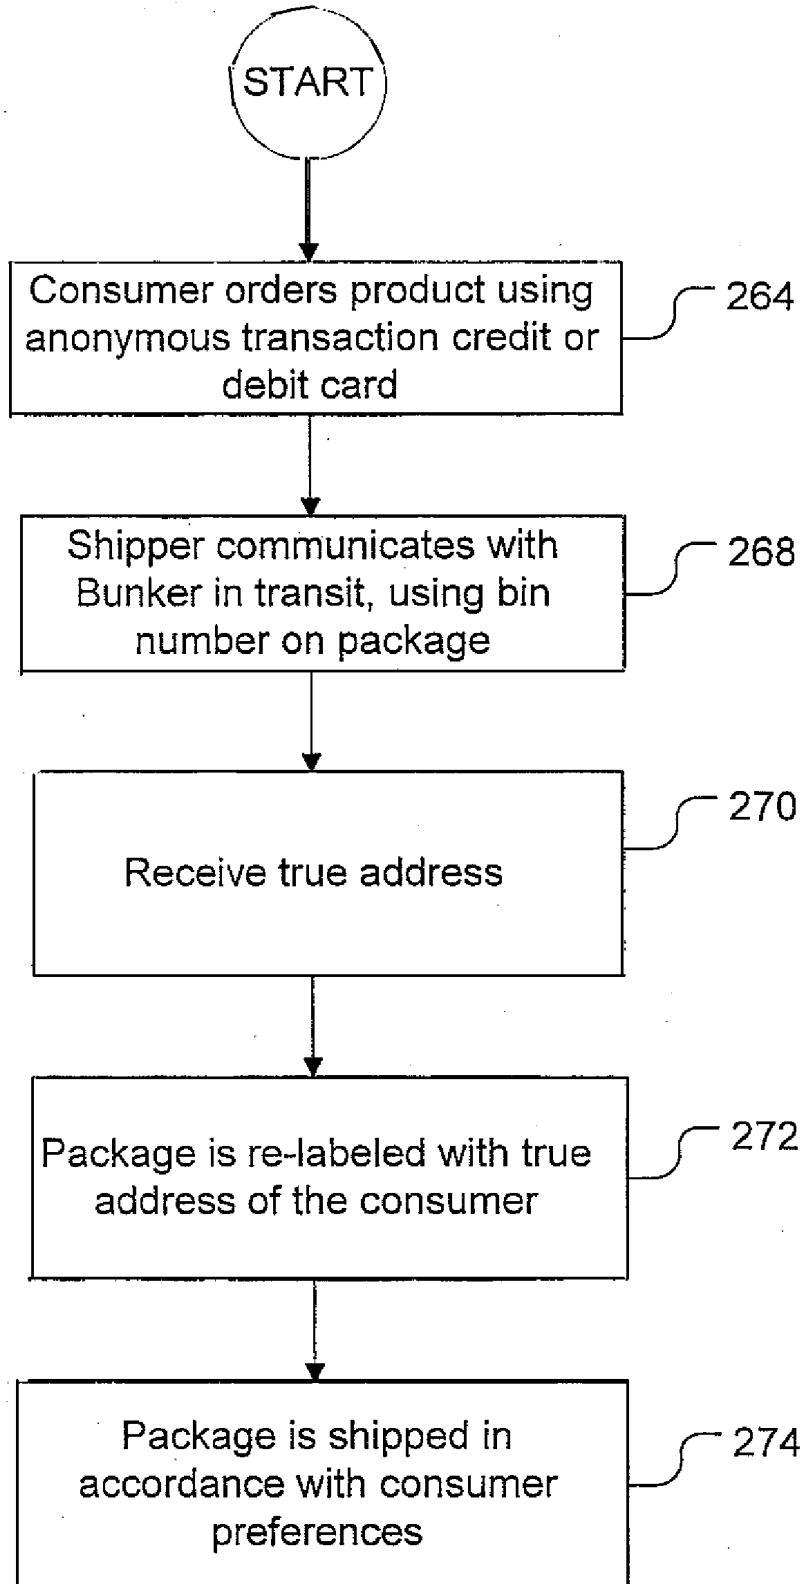 START
Consumer orders product using
anonymous transaction credit or
debit card
264
Shipper communicates with
Bunker in transit, using bin
number on package
268
Receive true address
270
Package is re-labeled with true
address of the consumer
272
Package is shipped in
accordance with consumer
preferences
274